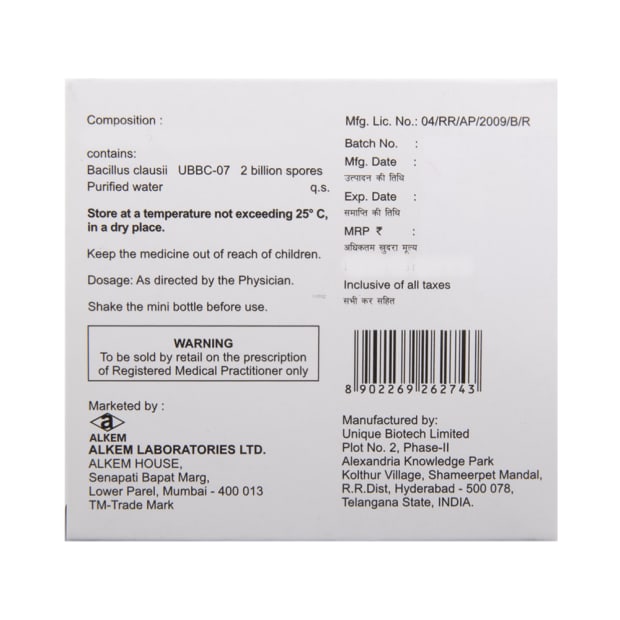 Composition :
contains:
Bacillus clausii UBBC-07 2 billion spores
Purified water q.s.
Store at a temperature not exceeding 25° C,
in a dry place.
Keep the medicine out of reach of children.
Dosage: As directed by the Physician.
Shake the mini bottle before use.
WARNING
To be sold by retail on the prescription
of Registered Medical Practitioner only
Marketed by :
a
ALKEM
ALKEM LABORATORIES LTD.
ALKEM HOUSE,
Senapati Bapat Marg,
Lower Parel, Mumbai - 400 013
TM-Trade Mark
Mfg. Lic. No.: 04/RR/AP/2009/B/R
Batch No. :
Mfg. Date :
उत्पादन की तिथि
Exp. Date :
समाप्ति की तिथि
MRP ₹ :
अधिकतम खुदरा मूल्य
Inclusive of all taxes
सभी कर सहित
8 902269 262743
Manufactured by:
Unique Biotech Limited
Plot No. 2, Phase-II
Alexandria Knowledge Park
Kolthur Village, Shameerpet Mandal,
R.R.Dist, Hyderabad - 500 078,
Telangana State, INDIA.